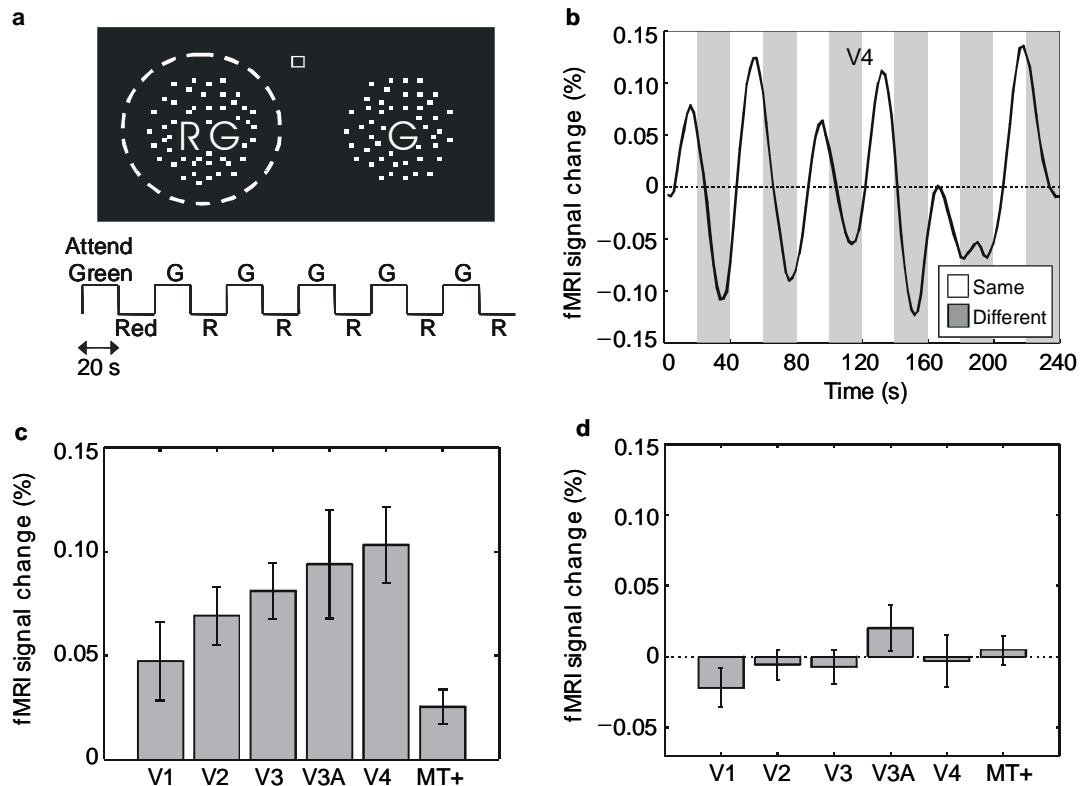 a
R G
G
Attend
Green G G G G G
Red R R R R R
20 s
b
fMRI signal change (%)
0.15
0.10
0.05
0
−0.05
−0.10
−0.15
V4
Same
Different
0 40 80 120 160 200 240
Time (s)
c
fMRI signal change (%)
0.15
0.10
0.05
0
V1 V2 V3 V3A V4 MT+
d
fMRI signal change (%)
0.15
0.10
0.05
0
−0.05
V1 V2 V3 V3A V4 MT+